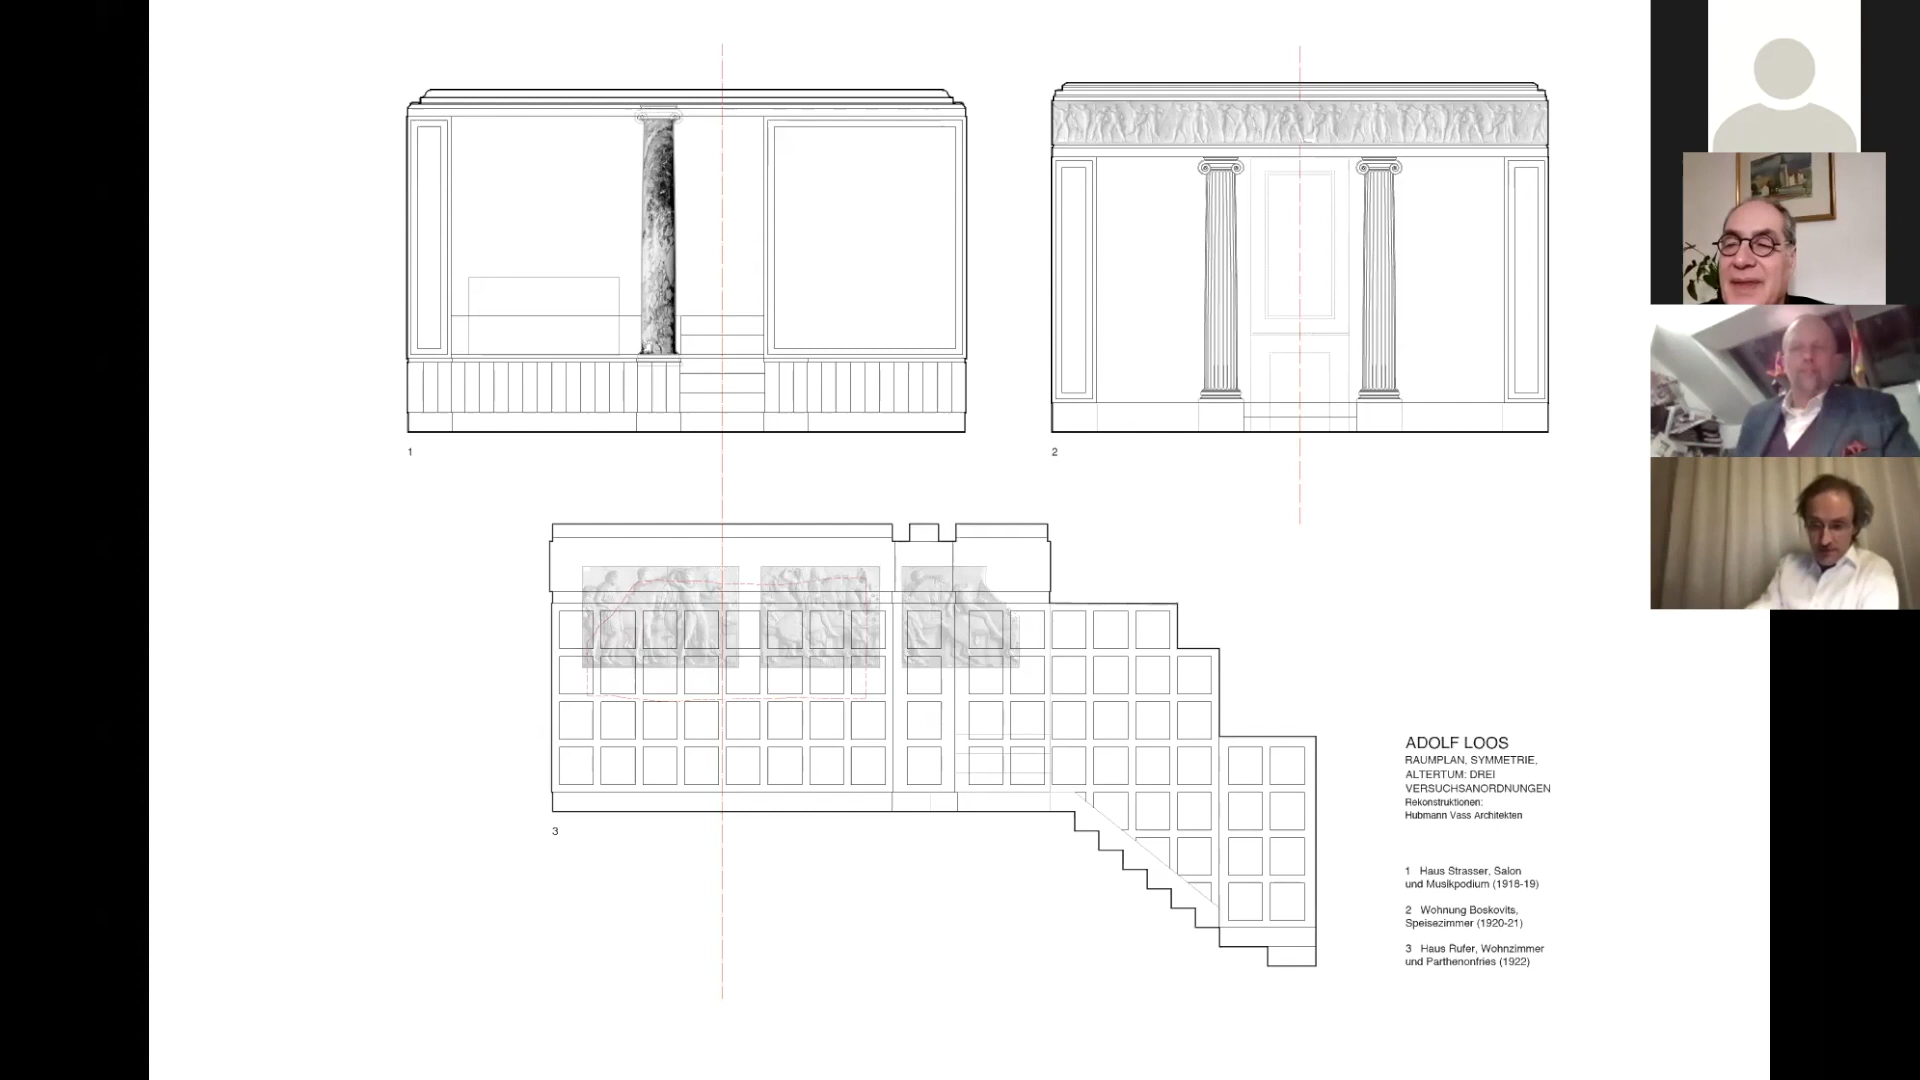 1
2
3
ADOLF LOOS
RAUMPLAN, SYMMETRIE,
ALTERTUM: DREI
VERSUCHSANORDNUNGEN
Rekonstruktionen:
Hubmann Vass Architekten
1 Haus Strasser, Salon
und Musikpodium (1918-19)
2 Wohnung Boskovits,
Speisezimmer (1920-21)
3 Haus Rufer, Wohnzimmer
und Parthenonfries (1922)